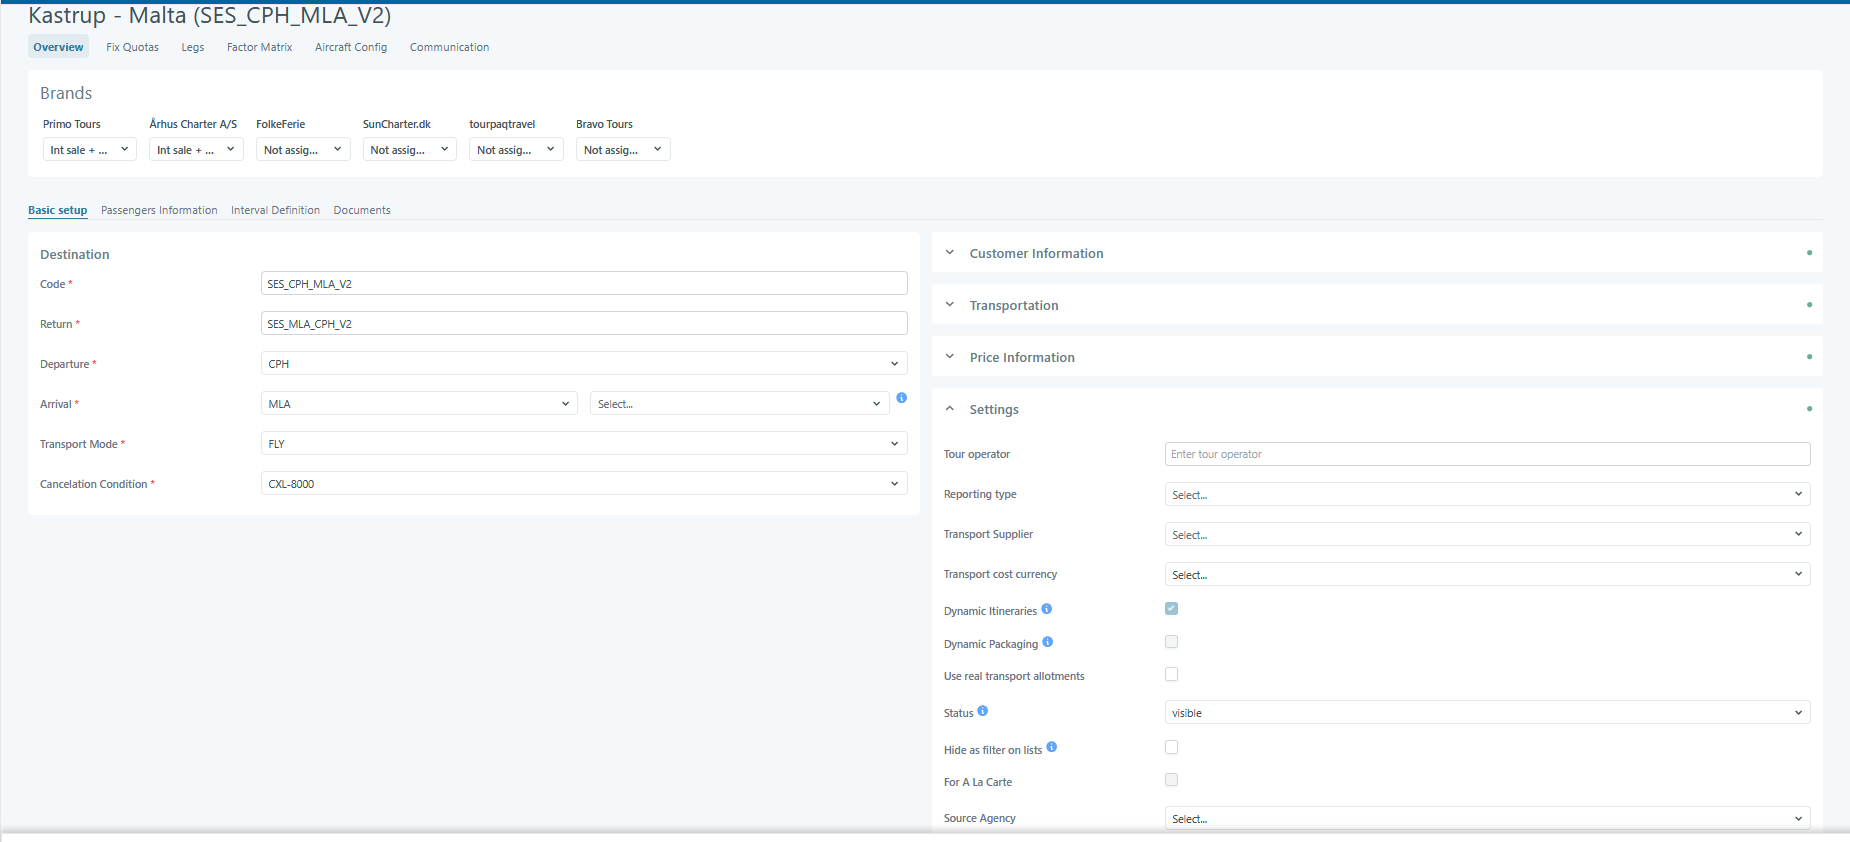 Kastrup - Malta (SES_CPH_MLA_V2)
Overview Fix Quotas Legs Factor Matrix Aircraft Config Communication
Brands
Primo Tours Århus Charter A/S FolkeFerie SunCharter.dk tourpaqtravel Bravo Tours
Int sale + ... Int sale + ... Not assig... Not assig... Not assig... Not assig...
Basic setup Passengers Information Interval Definition Documents
Destination
Code * SES_CPH_MLA_V2
Return * SES_MLA_CPH_V2
Departure * CPH
Arrival * MLA Select...
Transport Mode * FLY
Cancelation Condition * CXL-8000
Customer Information
Transportation
Price Information
Settings
Tour operator Enter tour operator
Reporting type Select...
Transport Supplier Select...
Transport cost currency Select...
Dynamic Itineraries
Dynamic Packaging
Use real transport allotments
Status visible
Hide as filter on lists
For A La Carte
Source Agency Select...